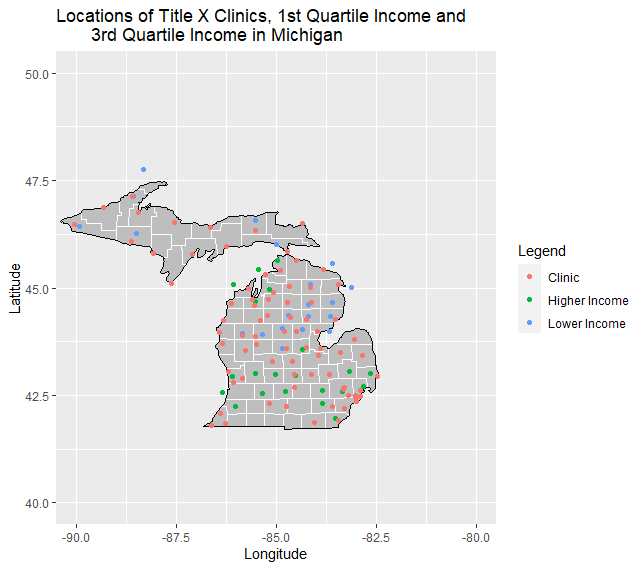 Locations of Title X Clinics, 1st Quartile Income and
3rd Quartile Income in Michigan
50.0
47.5
45.0
42.5
40.0
Latitude
-90.0 -87.5 -85.0 -82.5 -80.0
Longitude
Legend
Clinic
Higher Income
Lower Income